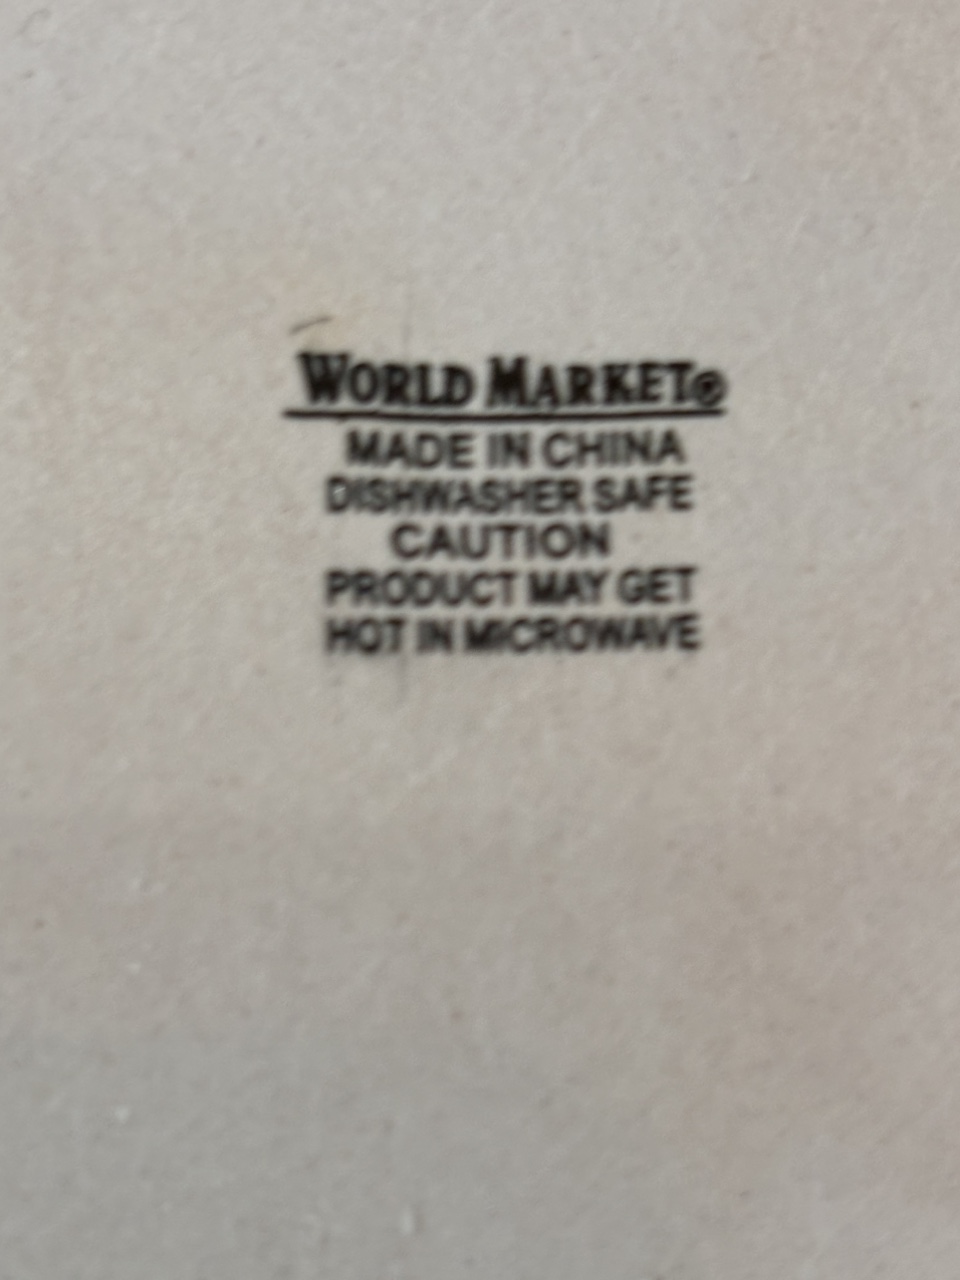 WORLD MARKET®
MADE IN CHINA
DISHWASHER SAFE
CAUTION
PRODUCT MAY GET
HOT IN MICROWAVE